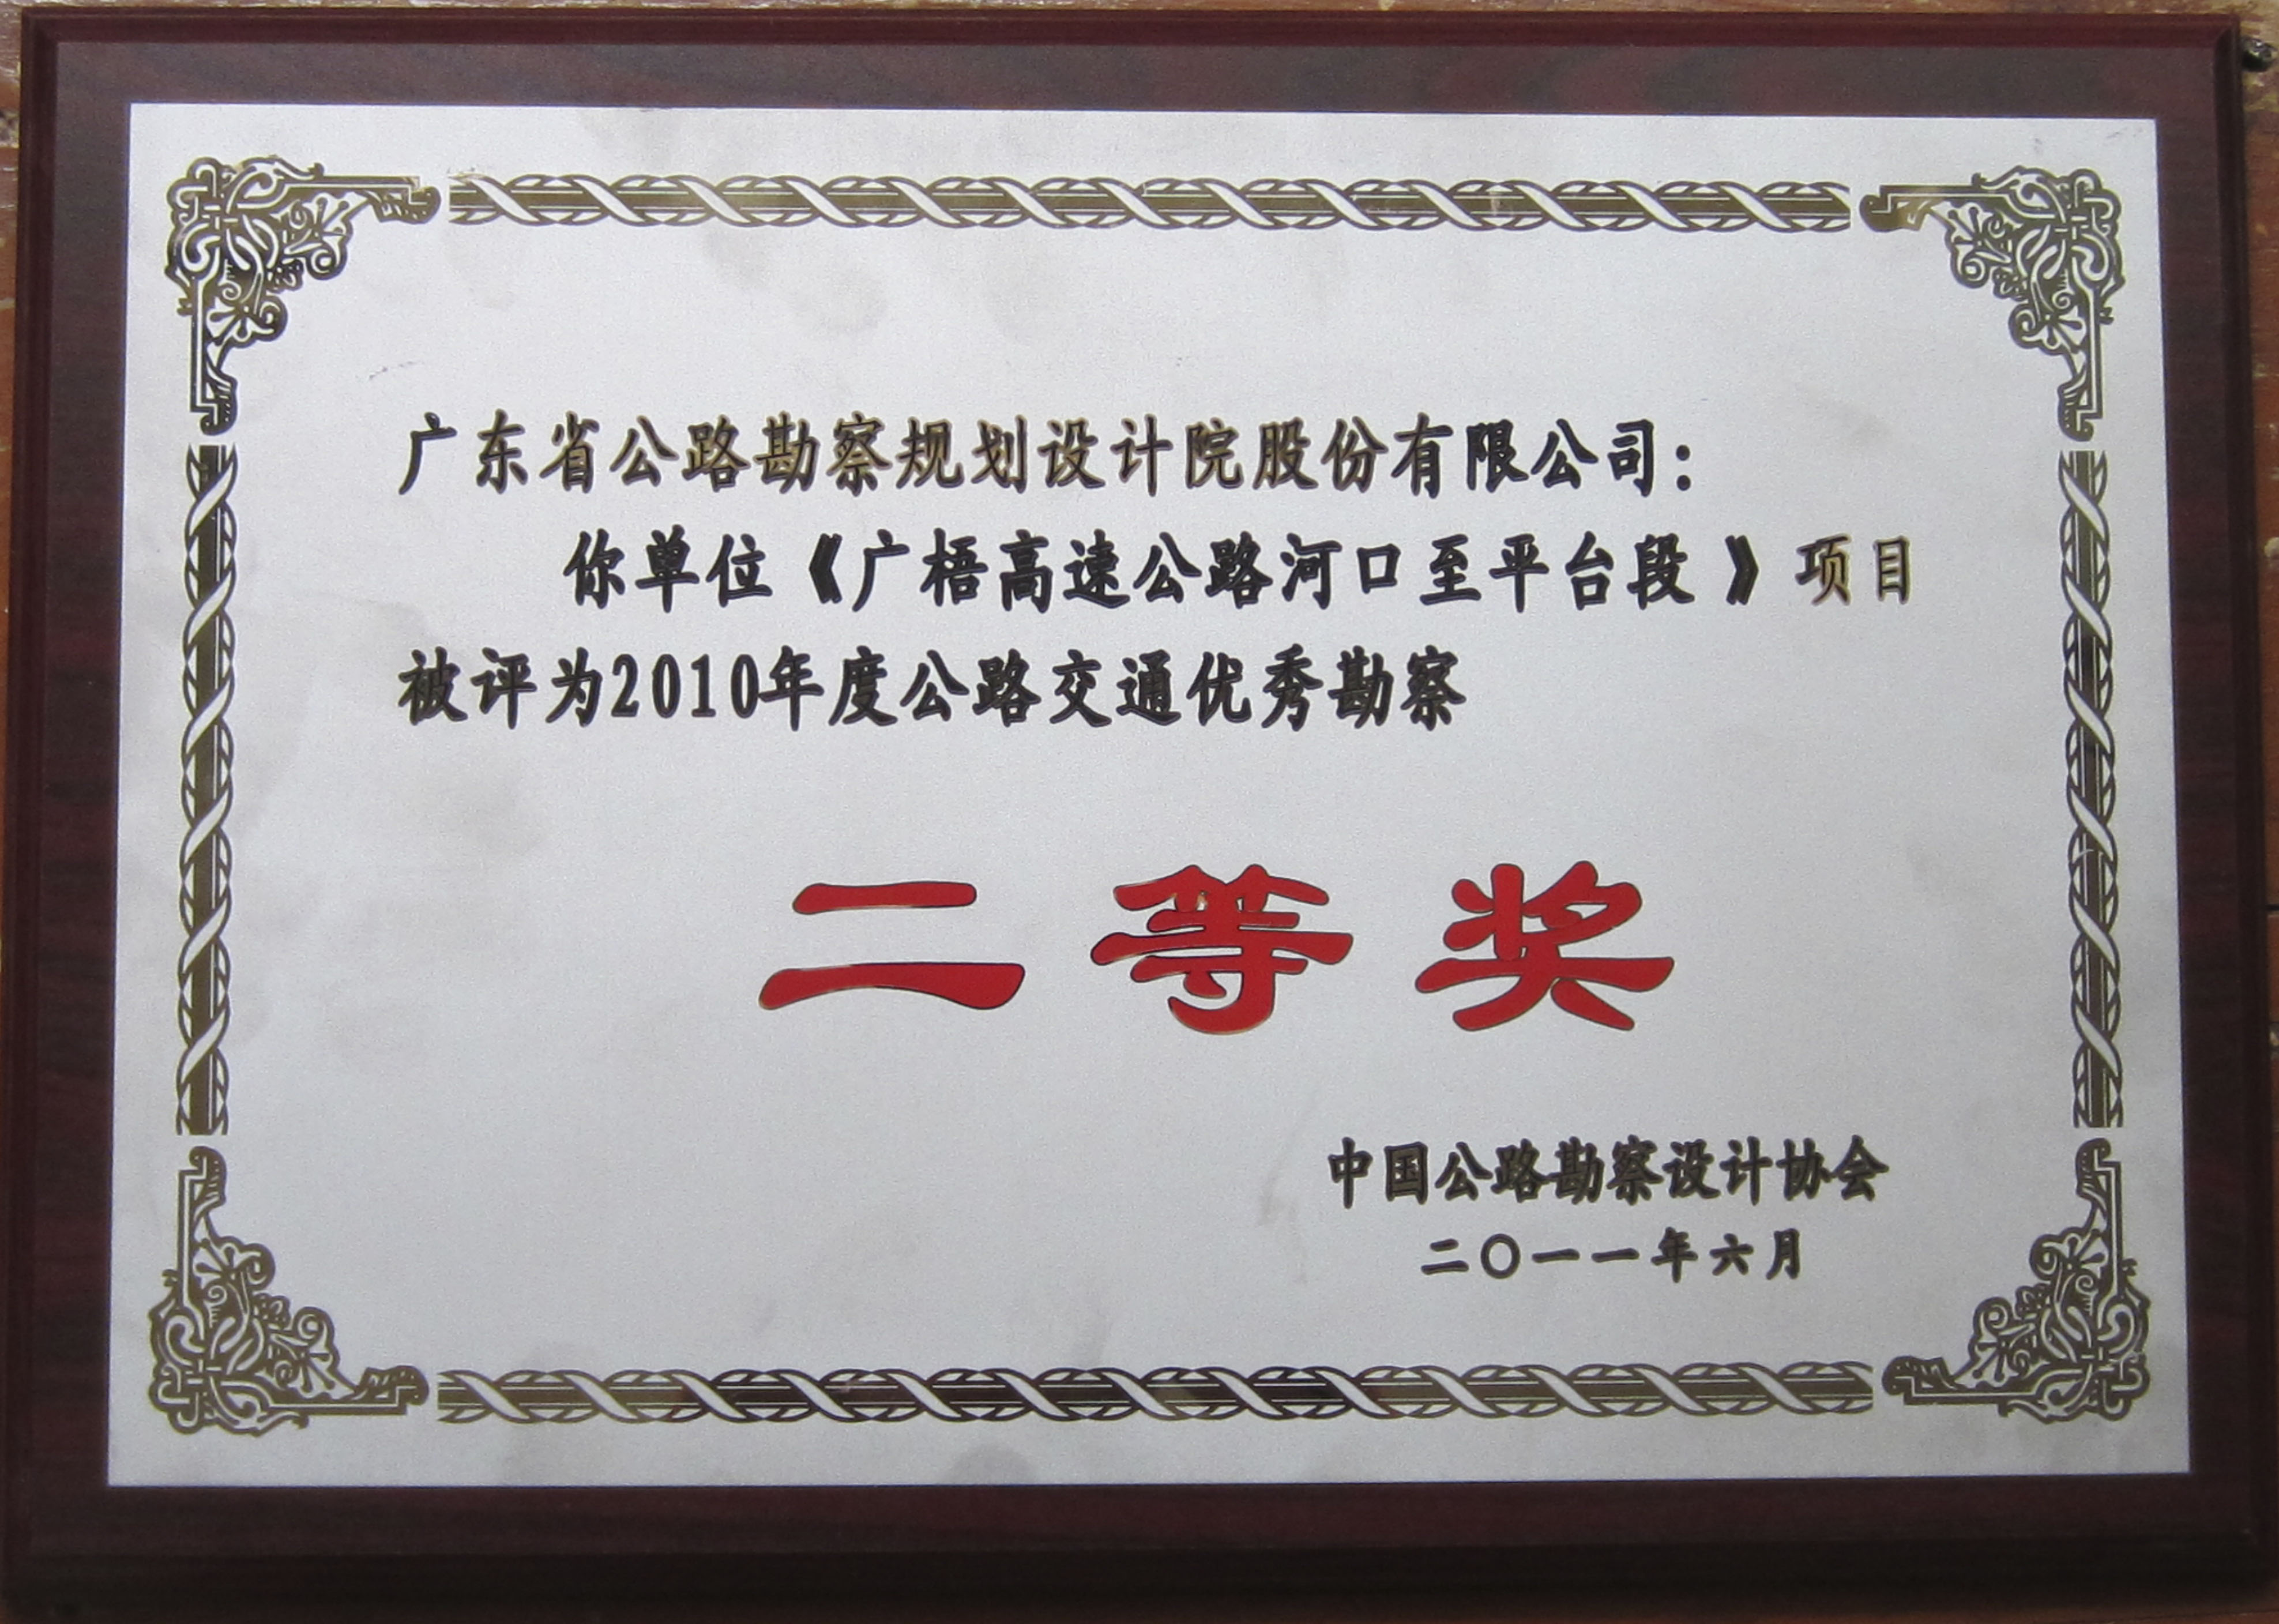 广东省公路勘察规划设计院股份有限公司：
你单位《广梧高速公路河口至平台段》项目
被评为2010年度公路交通优秀勘察
二等奖
中国公路勘察设计协会
二〇一一年六月